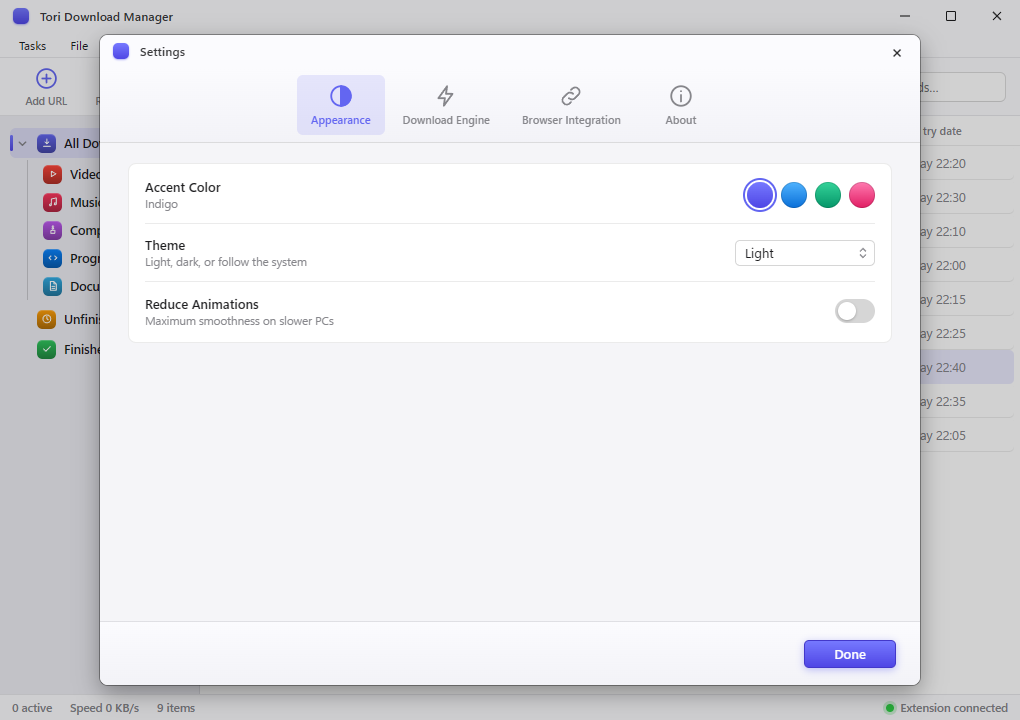 Tori Download Manager
Tasks File
Settings
Add URL
Appearance Download Engine Browser Integration About
ds...
try date
All Do
Video
Music
Comp
Progr
Docu
Unfinis
Finishe
Accent Color
Indigo
Theme
Light, dark, or follow the system
Light
Reduce Animations
Maximum smoothness on slower PCs
ay 22:20
ay 22:30
ay 22:10
ay 22:00
ay 22:15
ay 22:25
ay 22:40
ay 22:35
ay 22:05
Done
0 active Speed 0 KB/s 9 items
Extension connected